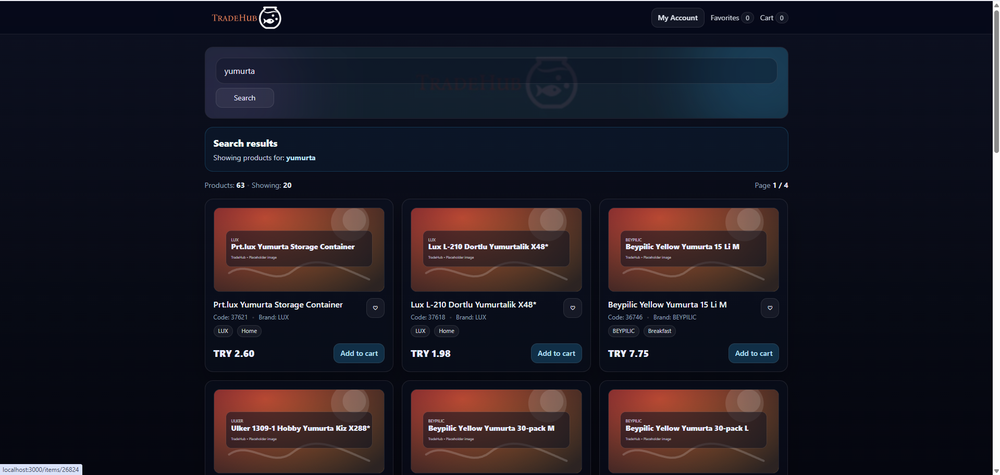 TRADEHUB
My Account
Favorites 0
Cart 0
yumurta
TRADEHUB
Search
Search results
Showing products for: yumurta
Products: 63 • Showing: 20
Page 1 / 4
LUX
Prt.lux Yumurta Storage Container
TradeHub • Placeholder image
Prt.lux Yumurta Storage Container
Code: 37621 • Brand: LUX
LUX
Home
TRY 2.60
Add to cart
LUX
Lux L-210 Dortlu Yumurtalik X48*
TradeHub • Placeholder image
Lux L-210 Dortlu Yumurtalik X48*
Code: 37618 • Brand: LUX
LUX
Home
TRY 1.98
Add to cart
BEYPILIC
Beypilic Yellow Yumurta 15 Li M
TradeHub • Placeholder image
Beypilic Yellow Yumurta 15 Li M
Code: 36746 • Brand: BEYPILIC
BEYPILIC
Breakfast
TRY 7.75
Add to cart
ULKER
Ulker 1309-1 Hobby Yumurta Kiz X288*
TradeHub • Placeholder image
BEYPILIC
Beypilic Yellow Yumurta 30-pack M
TradeHub • Placeholder image
BEYPILIC
Beypilic Yellow Yumurta 30-pack L
TradeHub • Placeholder image
localhost:3000/items/26824